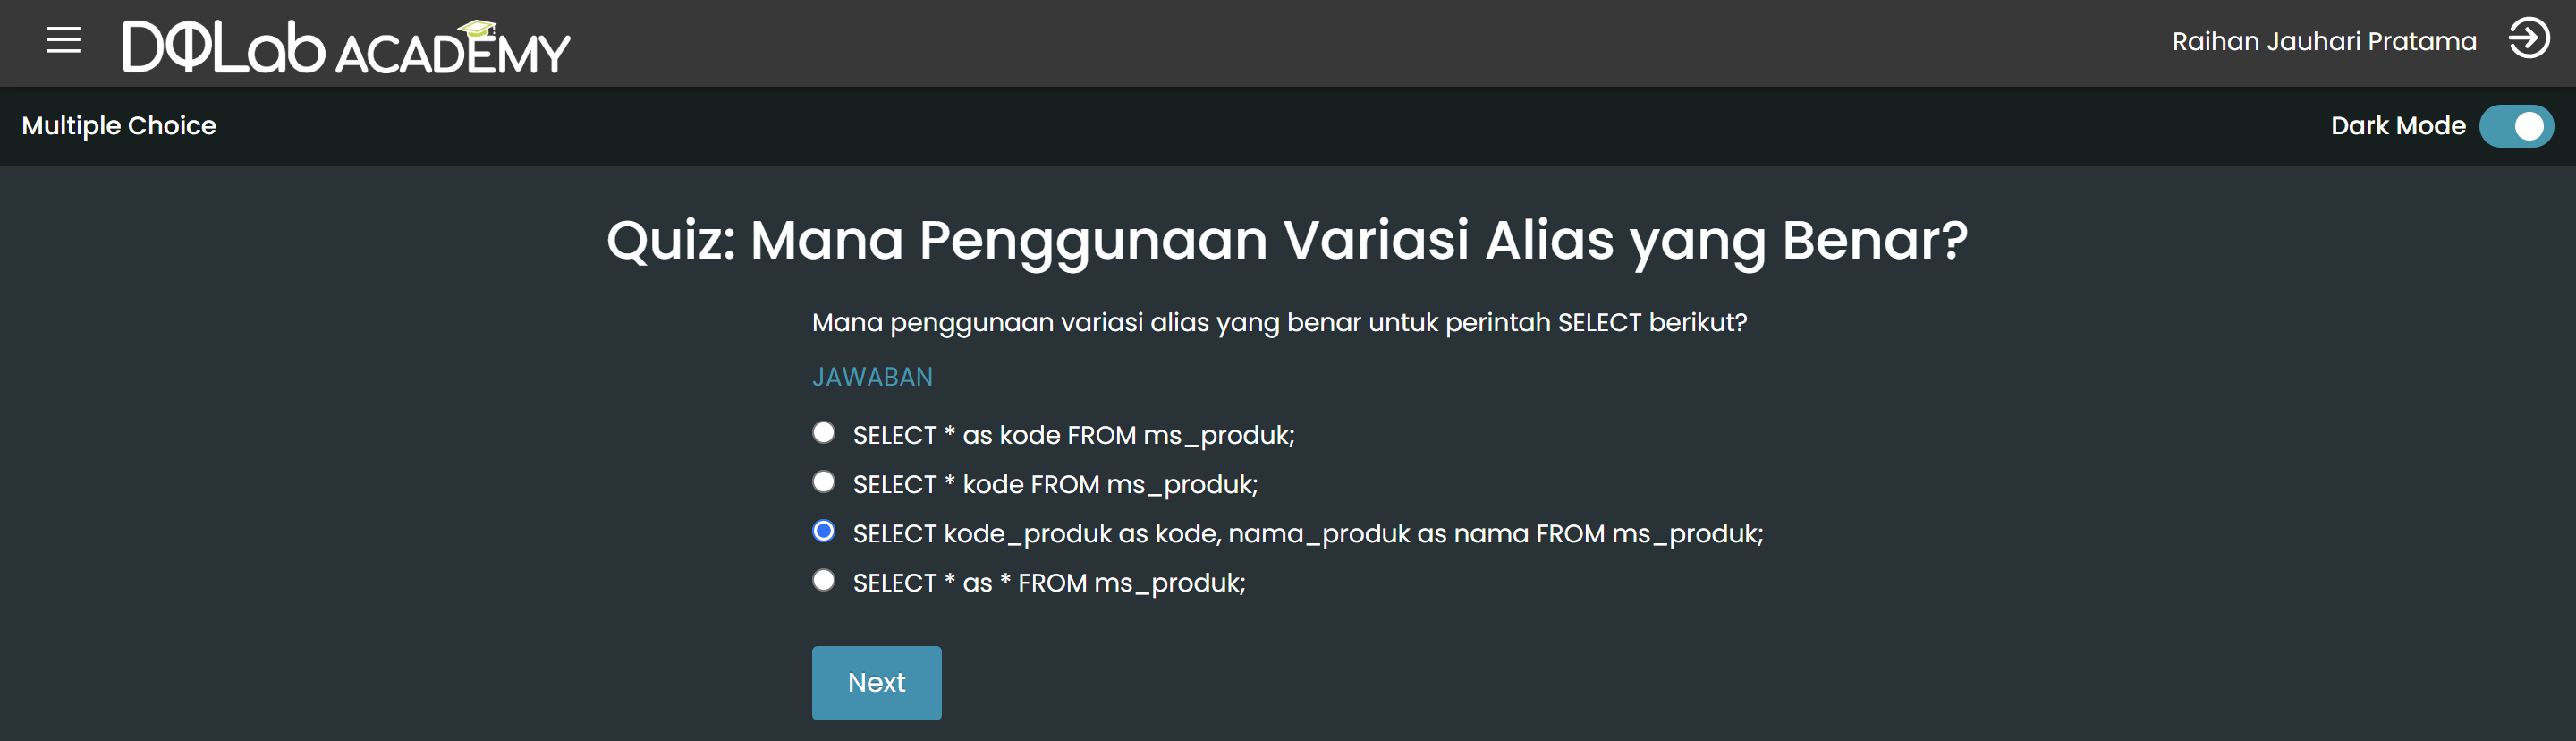 DQLab ACADEMY
Raihan Jauhari Pratama
Multiple Choice
Dark Mode
Quiz: Mana Penggunaan Variasi Alias yang Benar?
Mana penggunaan variasi alias yang benar untuk perintah SELECT berikut?
JAWABAN
SELECT * as kode FROM ms_produk;
SELECT * kode FROM ms_produk;
SELECT kode_produk as kode, nama_produk as nama FROM ms_produk;
SELECT * as * FROM ms_produk;
Next